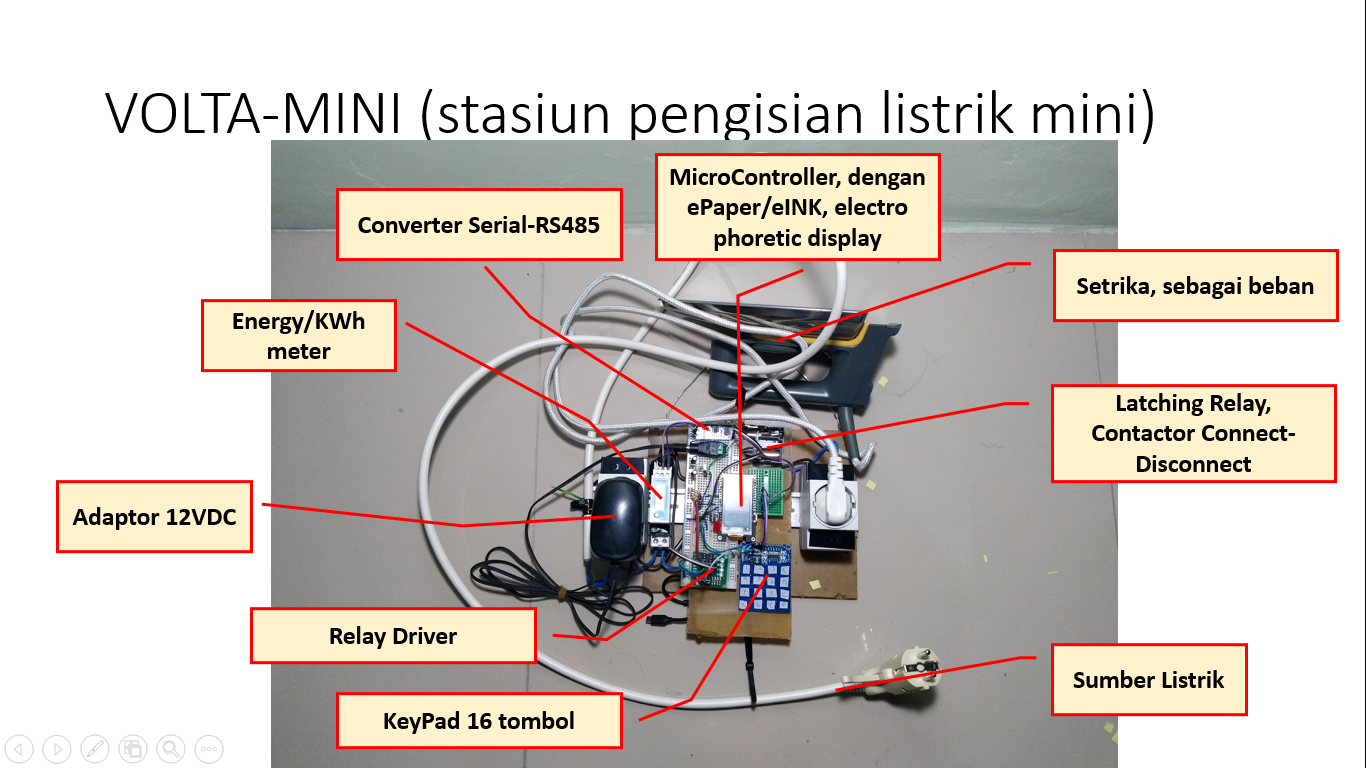 VOLTA-MINI (stasiun pengisian listrik mini)
MicroController, dengan
ePaper/eINK, electro
phoretic display
Converter Serial-RS485
Setrika, sebagai beban
Energy/KWh
meter
Latching Relay,
Contactor Connect-
Disconnect
Adaptor 12VDC
Relay Driver
Sumber Listrik
KeyPad 16 tombol